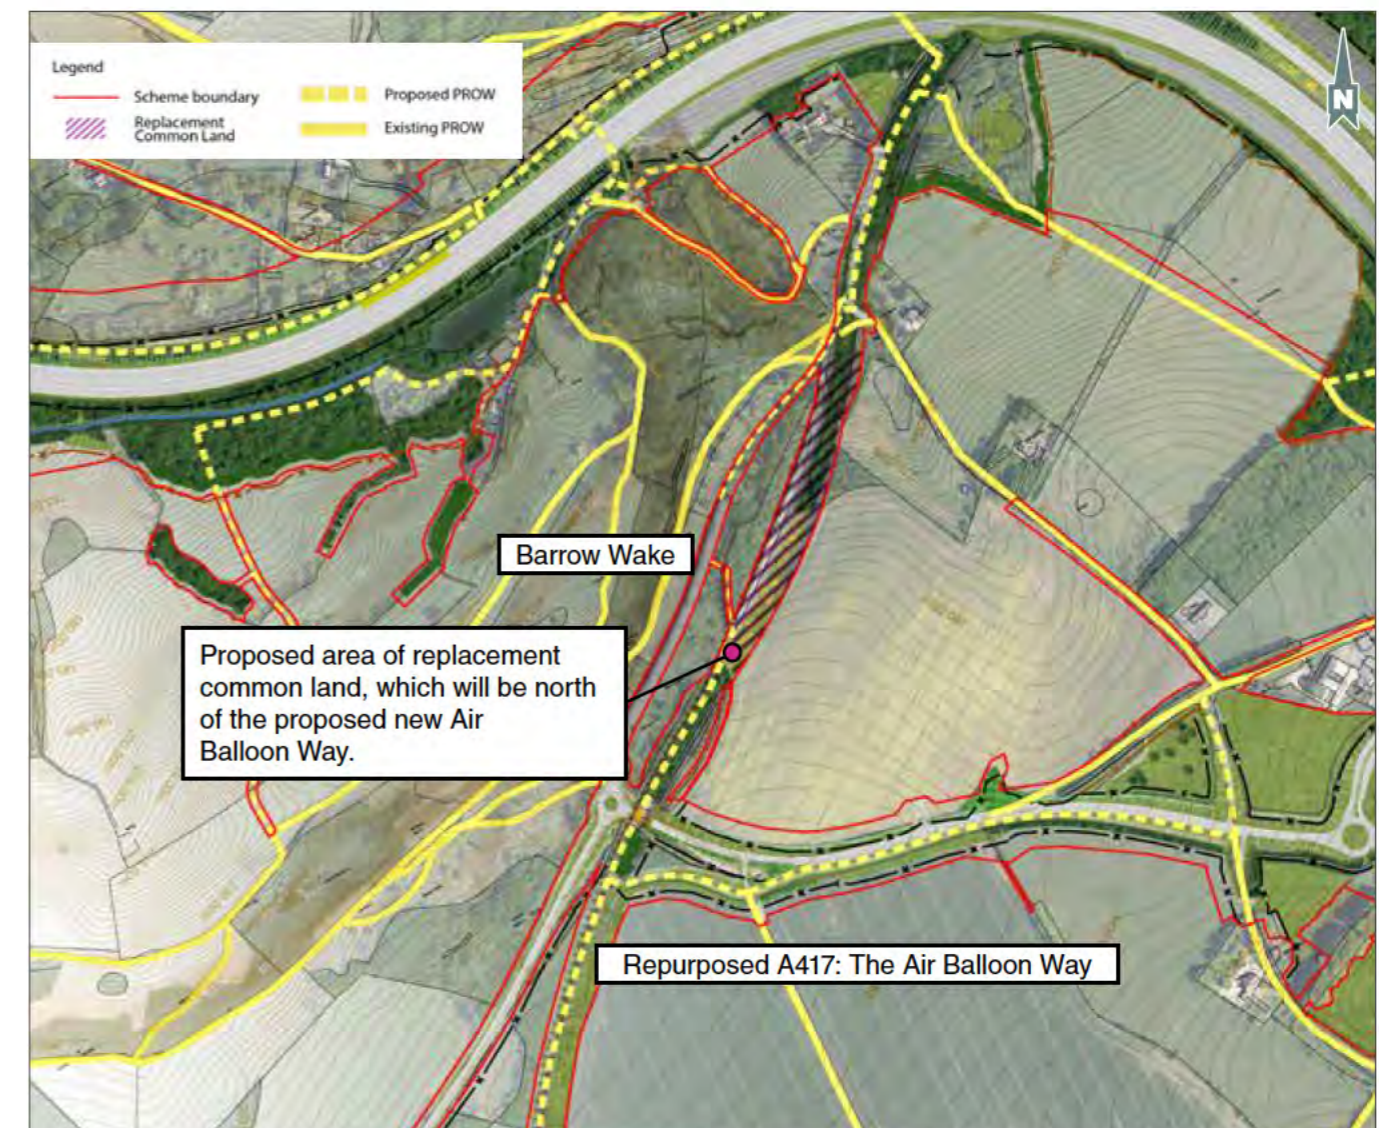 Legend
Scheme boundary
Proposed PROW
Replacement
Common Land
Existing PROW
N
Barrow Wake
Proposed area of replacement
common land, which will be north
of the proposed new Air
Balloon Way.
Repurposed A417: The Air Balloon Way